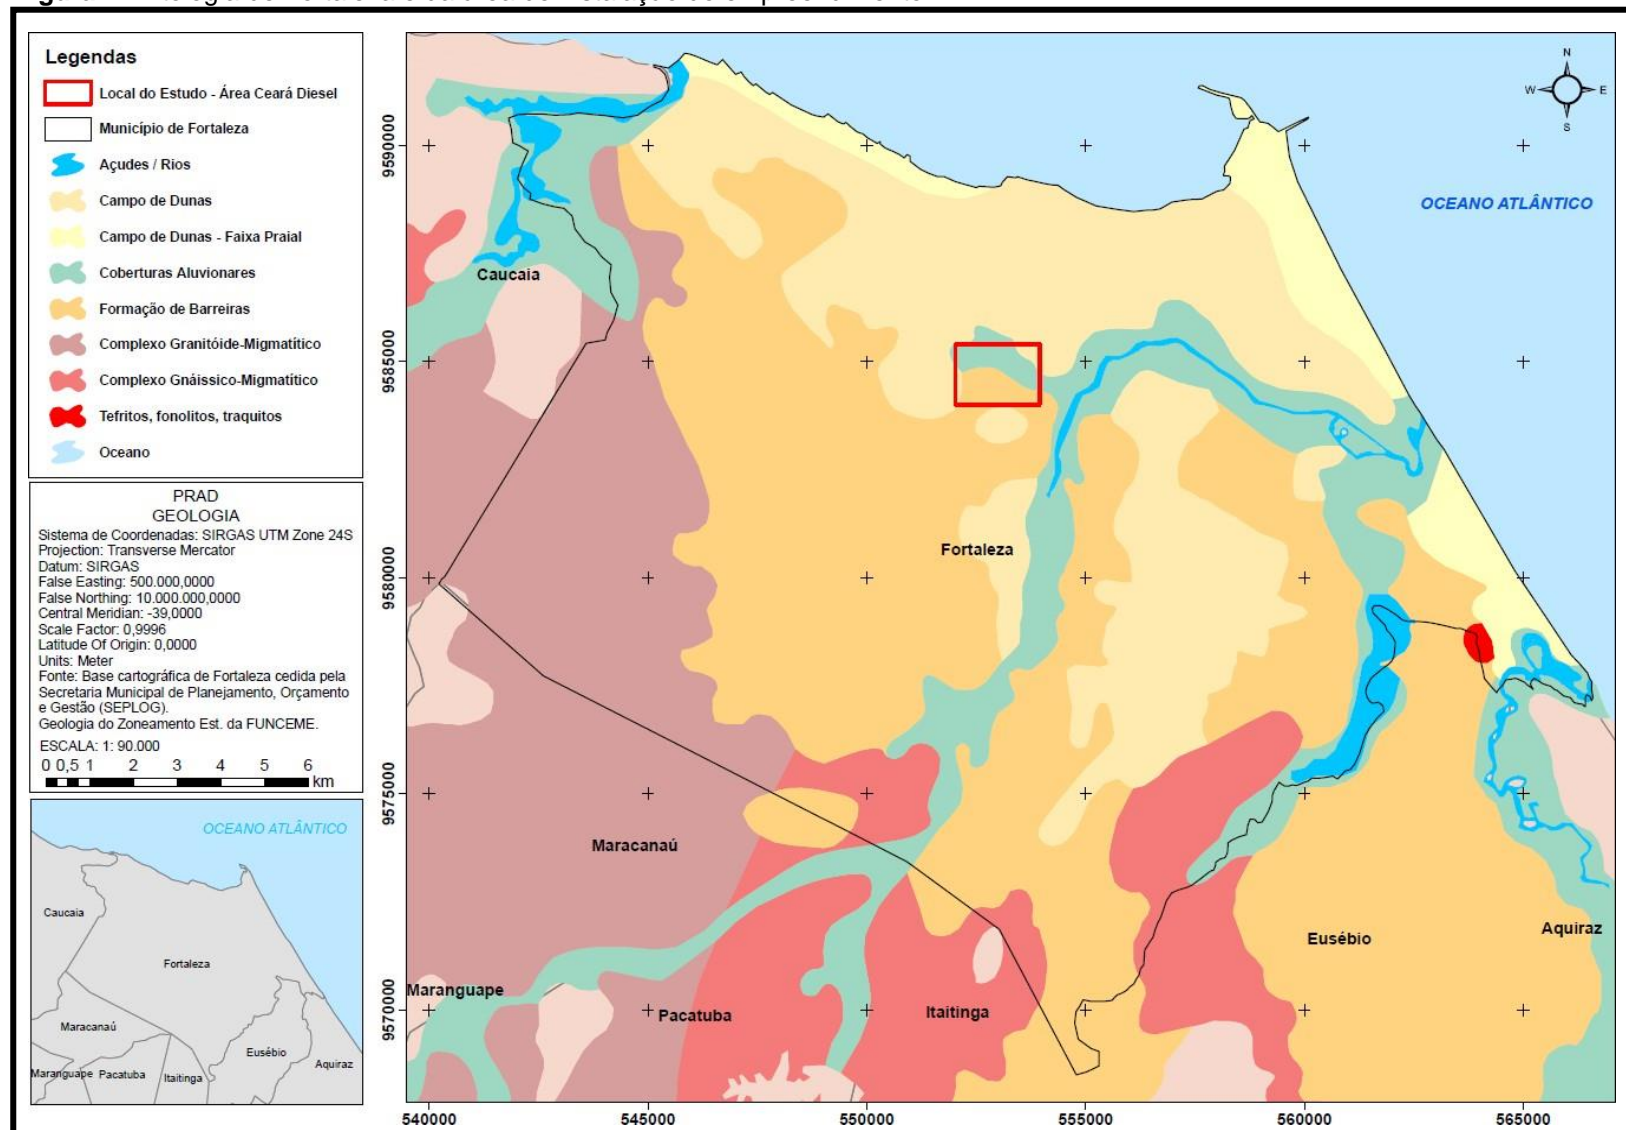 Legendas
Local do Estudo - Área Ceará Diesel
Município de Fortaleza
Açudes / Rios
Campo de Dunas
Campo de Dunas - Faixa Praial
Coberturas Aluvionares
Formação de Barreiras
Complexo Granitóide-Migmatítico
Complexo Gnáissico-Migmatítico
Tefritos, fonolitos, traquitos
Oceano
PRAD
GEOLOGIA
Sistema de Coordenadas: SIRGAS UTM Zone 24S
Projection: Transverse Mercator
Datum: SIRGAS
False Easting: 500.000,0000
False Northing: 10.000.000,0000
Central Meridian: -39,0000
Scale Factor: 0,9996
Latitude Of Origin: 0,0000
Units: Meter
Fonte: Base cartográfica de Fortaleza cedida pela
Secretaria Municipal de Planejamento, Orçamento
e Gestão (SEPLOG).
Geologia do Zoneamento Est. da FUNCEME.
ESCALA: 1: 90.000
0 0,5 1 2 3 4 5 6
km
OCEANO ATLÂNTICO
Caucaia
Fortaleza
Maracanaú
Eusébio
Maranguape Pacatuba Itaitinga Aquiraz
N
W E
S
OCEANO ATLÂNTICO
Caucaia
Fortaleza
Maracanaú
Eusébio
Aquiraz
Maranguape
Pacatuba
Itaitinga
9590000
9585000
9580000
9575000
9570000
540000 545000 550000 555000 560000 565000